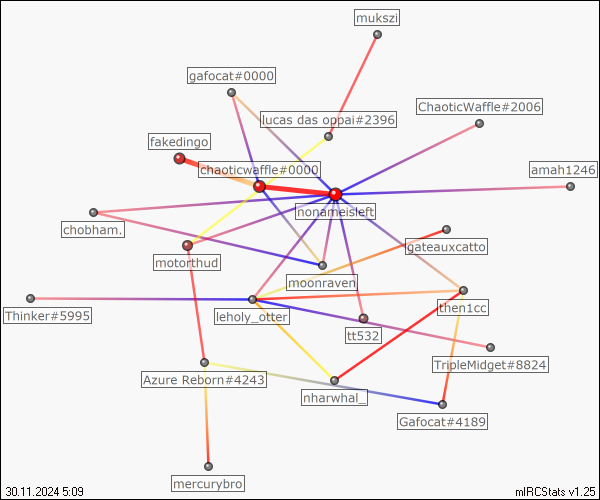 mukszi
gafocat#0000
ChaoticWaffle#2006
lucas das oppai#2396
fakedingo
chaoticwaffle#0000
amah1246
nonameisleft
chobham.
gateauxcatto
motorthud
moonraven
then1cc
Thinker#5995
leholy_otter
tt532
TripleMidget#8824
Azure Reborn#4243
nharwhal_
Gafocat#4189
mercurybro
30.11.2024 5:09
mIRCStats v1.25